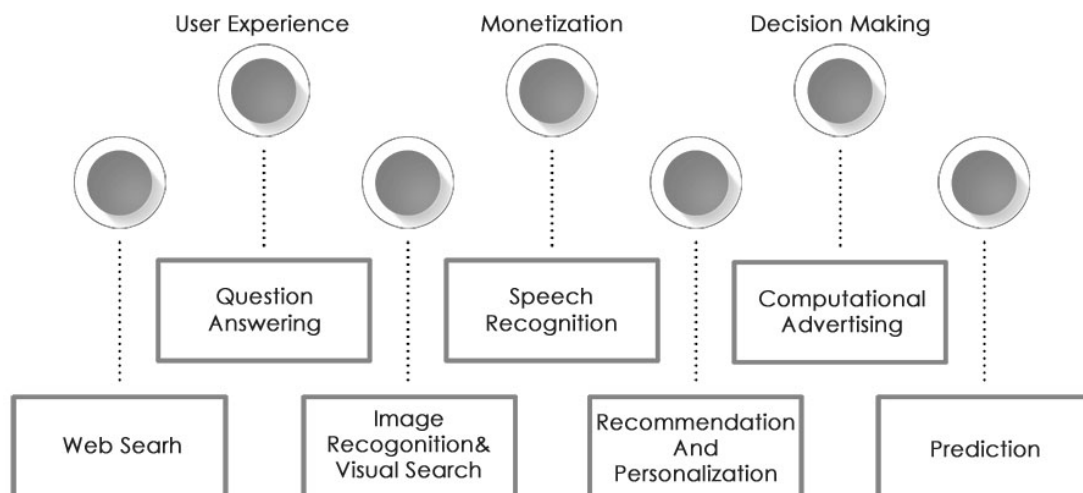 User Experience
Monetization
Decision Making
Question
Answering
Speech
Recognition
Computational
Advertising
Web Searh
Image
Recogonition&
Visual Search
Recommendation
And
Personalization
Prediction